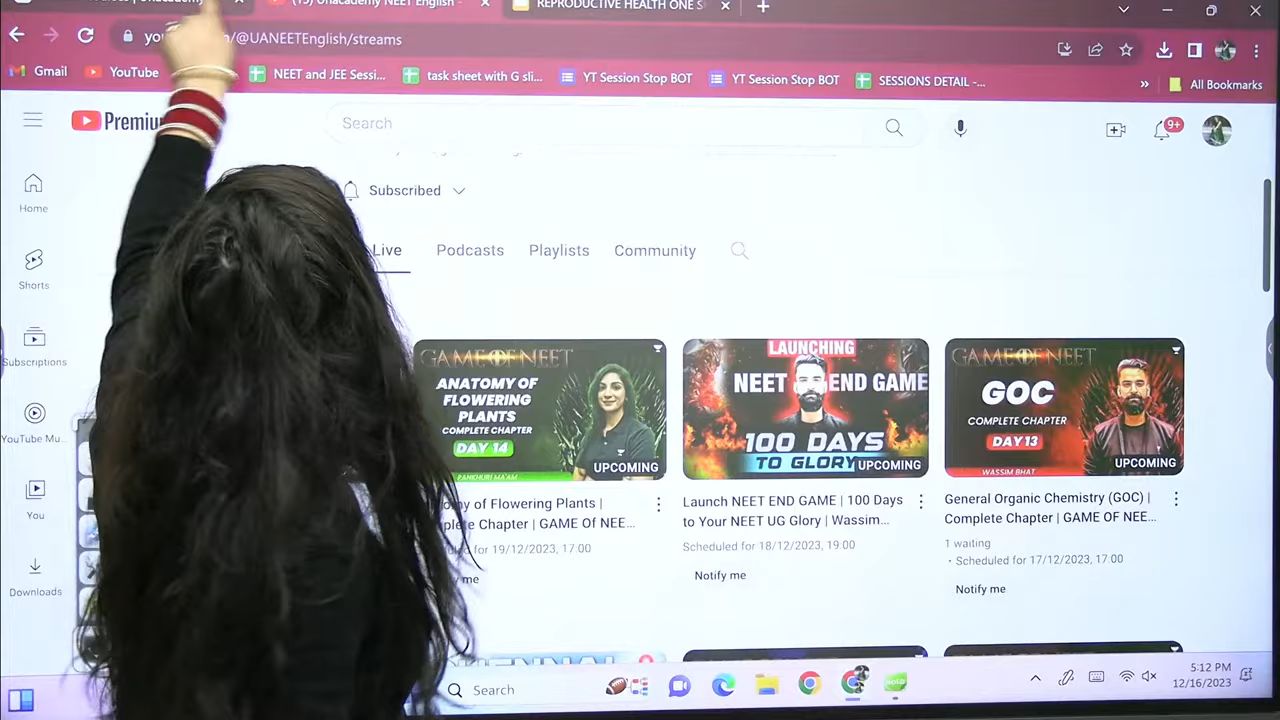 (15) Unacademy NEET English -
REPRODUCTIVE HEALTH ONE S
/@UANEETEnglish/streams
Gmail
YouTube
NEET and JEE Sessi...
task sheet with G sli...
YT Session Stop BOT
YT Session Stop BOT
SESSIONS DETAIL -...
»
All Bookmarks
Premiu
Search
9+
Home
Subscribed
Live
Podcasts
Playlists
Community
Shorts
Subscriptions
YouTube Mu...
You
Downloads
GAME OF NEET
ANATOMY OF
FLOWERING
PLANTS
COMPLETE CHAPTER
DAY 14
UPCOMING
LAUNCHING
NEET END GAME
100 DAYS
TO GLORY
UPCOMING
GAME OF NEET
GOC
COMPLETE CHAPTER
DAY 13
WASSIM BHAT
UPCOMING
of Flowering Plants |
Chapter | GAME Of NEE...
for 19/12/2023, 17:00
me
Launch NEET END GAME | 100 Days
to Your NEET UG Glory | Wassim...
Scheduled for 18/12/2023, 19:00
Notify me
General Organic Chemistry (GOC) |
Complete Chapter | GAME OF NEE...
1 waiting
• Scheduled for 17/12/2023, 17:00
Notify me
Search
5:12 PM
12/16/2023